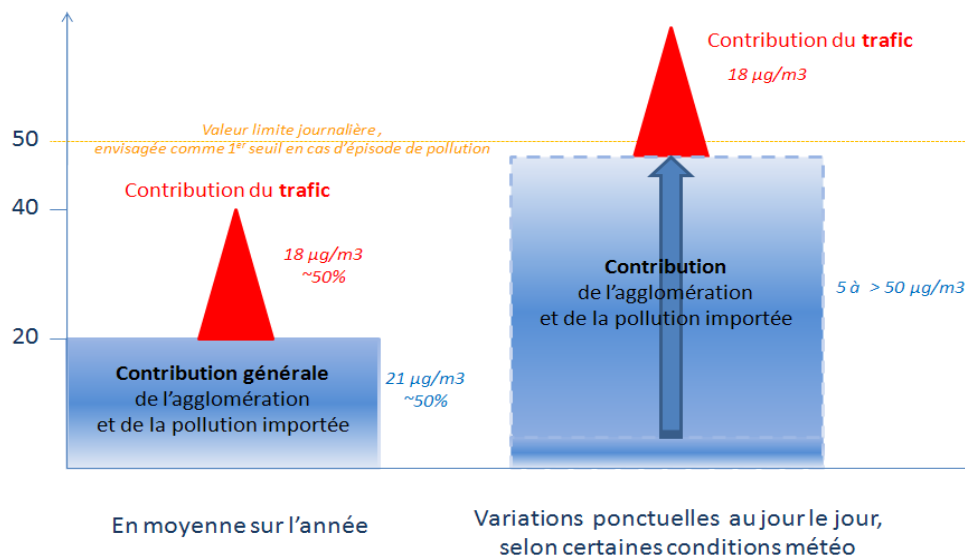 Contribution du trafic
18 µg/m3
50
Valeur limite journalière ,
envisagée comme 1er seuil en cas d'épisode de pollution
Contribution du trafic
40
18 µg/m3
~50%
Contribution
de l'agglomération
et de la pollution importée
5 à > 50 µg/m3
20
Contribution générale
de l'agglomération
et de la pollution importée
21 µg/m3
~50%
En moyenne sur l'année
Variations ponctuelles au jour le jour,
selon certaines conditions météo